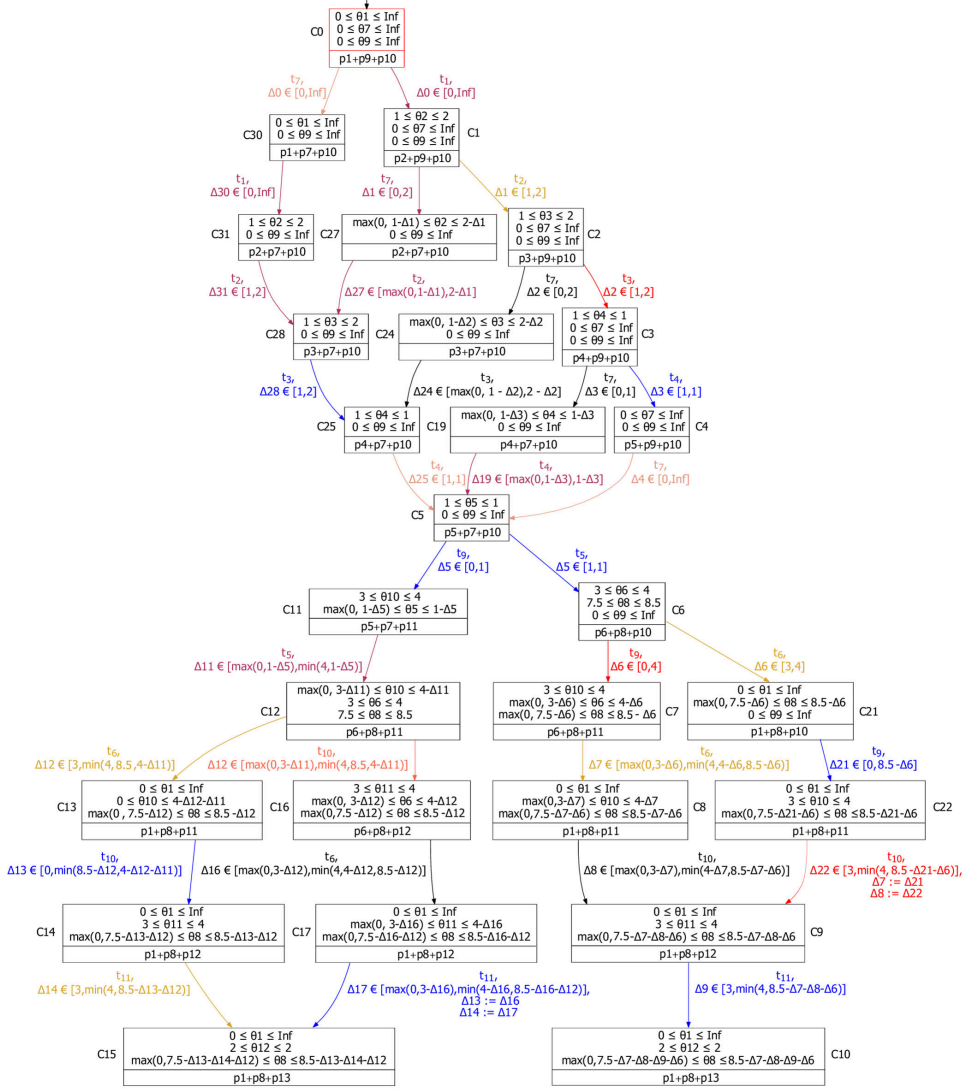 C0
0 ≤ θ1 ≤ Inf
0 ≤ θ7 ≤ Inf
0 ≤ θ9 ≤ Inf
p1+p9+p10
t7,
Δ0 € [0,Inf]
t1,
Δ0 € [0,Inf]
C30
0 ≤ θ1 ≤ Inf
0 ≤ θ9 ≤ Inf
p1+p7+p10
1 ≤ θ2 ≤ 2
0 ≤ θ7 ≤ Inf
0 ≤ θ9 ≤ Inf
p2+p9+p10
C1
t1,
Δ30 € [0,Inf]
t7,
Δ1 € [0,2]
t2,
Δ1 € [1,2]
C31
1 ≤ θ2 ≤ 2
0 ≤ θ9 ≤ Inf
p2+p7+p10
C27
max(0, 1-Δ1) ≤ θ2 ≤ 2-Δ1
0 ≤ θ9 ≤ Inf
p2+p7+p10
1 ≤ θ3 ≤ 2
0 ≤ θ7 ≤ Inf
0 ≤ θ9 ≤ Inf
p3+p9+p10
C2
t2,
Δ31 € [1,2]
t2,
Δ27 € [max(0,1-Δ1),2-Δ1]
t7,
Δ2 € [0,2]
t3,
Δ2 € [1,2]
C28
1 ≤ θ3 ≤ 2
0 ≤ θ9 ≤ Inf
p3+p7+p10
C24
max(0, 1-Δ2) ≤ θ3 ≤ 2-Δ2
0 ≤ θ9 ≤ Inf
p3+p7+p10
1 ≤ θ4 ≤ 1
0 ≤ θ7 ≤ Inf
0 ≤ θ9 ≤ Inf
p4+p9+p10
C3
t3,
Δ28 € [1,2]
t3,
Δ24 € [max(0, 1 - Δ2),2 - Δ2]
t7,
Δ3 € [0,1]
t4,
Δ3 € [1,1]
C25
1 ≤ θ4 ≤ 1
0 ≤ θ9 ≤ Inf
p4+p7+p10
C19
max(0, 1-Δ3) ≤ θ4 ≤ 1-Δ3
0 ≤ θ9 ≤ Inf
p4+p7+p10
0 ≤ θ7 ≤ Inf
0 ≤ θ9 ≤ Inf
p5+p9+p10
C4
t4,
Δ25 € [1,1]
t4,
Δ19 € [max(0,1-Δ3),1-Δ3]
t7,
Δ4 € [0,Inf]
C5
1 ≤ θ5 ≤ 1
0 ≤ θ9 ≤ Inf
p5+p7+p10
t9,
Δ5 € [0,1]
t5,
Δ5 € [1,1]
C11
3 ≤ θ10 ≤ 4
max(0, 1-Δ5) ≤ θ5 ≤ 1-Δ5
p5+p7+p11
3 ≤ θ6 ≤ 4
7.5 ≤ θ8 ≤ 8.5
0 ≤ θ9 ≤ Inf
p6+p8+p10
C6
t5,
Δ11 € [max(0,1-Δ5),min(4,1-Δ5)]
t9,
Δ6 € [0,4]
t6,
Δ6 € [3,4]
C12
max(0, 3-Δ11) ≤ θ10 ≤ 4-Δ11
3 ≤ θ6 ≤ 4
7.5 ≤ θ8 ≤ 8.5
p6+p8+p11
3 ≤ θ10 ≤ 4
max(0, 3-Δ6) ≤ θ6 ≤ 4-Δ6
max(0, 7.5-Δ6) ≤ θ8 ≤ 8.5 - Δ6
p6+p8+p11
C7
0 ≤ θ1 ≤ Inf
max(0,7.5-Δ6) ≤ θ8 ≤ 8.5-Δ6
0 ≤ θ9 ≤ Inf
p1+p8+p10
C21
t6,
Δ12 € [3,min(4,8.5,4-Δ11)]
t10,
Δ12 € [max(0,3-Δ11),min(4,8.5,4-Δ11)]
t6,
Δ7 € [max(0,3-Δ6),min(4,4-Δ6,8.5-Δ6)]
t9,
Δ21 € [0,8.5-Δ6]
C13
0 ≤ θ1 ≤ Inf
0 ≤ θ10 ≤ 4-Δ12-Δ11
max(0 ,7.5-Δ12) ≤ θ8 ≤ 8.5-Δ12
p1+p8+p11
C16
3 ≤ θ11 ≤ 4
max(0, 3-Δ12) ≤ θ6 ≤ 4-Δ12
max(0,7.5-Δ12) ≤ θ8 ≤ 8.5-Δ12
p6+p8+p12
0 ≤ θ1 ≤ Inf
max(0,3-Δ7) ≤ θ10 ≤ 4-Δ7
max(0,7.5-Δ7-Δ6) ≤ θ8 ≤8.5-Δ7-Δ6
p1+p8+p11
C8
0 ≤ θ1 ≤ Inf
3 ≤ θ10 ≤ 4
max(0,7.5-Δ21-Δ6) ≤ θ8 ≤8.5-Δ21-Δ6
p1+p8+p11
C22
t10,
Δ13 € [0,min(8.5-Δ12,4-Δ12-Δ11)]
t6,
Δ16 € [max(0,3-Δ12),min(4,4-Δ12,8.5-Δ12)]
t10,
Δ8 € [max(0,3-Δ7),min(4-Δ7,8.5-Δ7-Δ6)]
t10,
Δ22 € [3,min(4, 8.5-Δ21-Δ6)],
Δ7 := Δ21
Δ8 := Δ22
C14
0 ≤ θ1 ≤ Inf
3 ≤ θ11 ≤ 4
max(0,7.5-Δ13-Δ12) ≤ θ8 ≤8.5-Δ13-Δ12
p1+p8+p12
C17
0 ≤ θ1 ≤ Inf
max(0, 3-Δ16) ≤ θ11 ≤ 4-Δ16
max(0,7.5-Δ16-Δ12) ≤ θ8 ≤8.5-Δ16-Δ12
p1+p8+p12
0 ≤ θ1 ≤ Inf
3 ≤ θ11 ≤ 4
max(0,7.5-Δ7-Δ8-Δ6) ≤ θ8 ≤8.5-Δ7-Δ8-Δ6
p1+p8+p12
C9
t11,
Δ14 € [3,min(4,8.5-Δ13-Δ12)]
t11,
Δ17 € [max(0,3-Δ16),min(4-Δ16,8.5-Δ16-Δ12)],
Δ13 := Δ16
Δ14 := Δ17
t11,
Δ9 € [3,min(4,8.5-Δ7-Δ8-Δ6)]
C15
0 ≤ θ1 ≤ Inf
2 ≤ θ12 ≤ 2
max(0,7.5-Δ13-Δ14-Δ12) ≤ θ8 ≤8.5-Δ13-Δ14-Δ12
p1+p8+p13
0 ≤ θ1 ≤ Inf
2 ≤ θ12 ≤ 2
max(0,7.5-Δ7-Δ8-Δ9-Δ6) ≤ θ8 ≤8.5-Δ7-Δ8-Δ9-Δ6
p1+p8+p13
C10